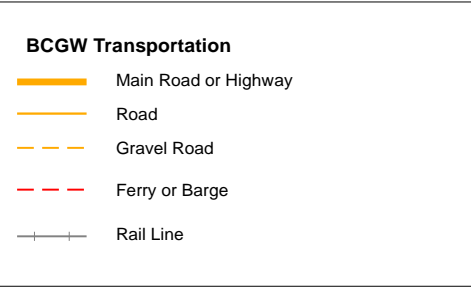 BCGW Transportation
Main Road or Highway
Road
Gravel Road
Ferry or Barge
Rail Line